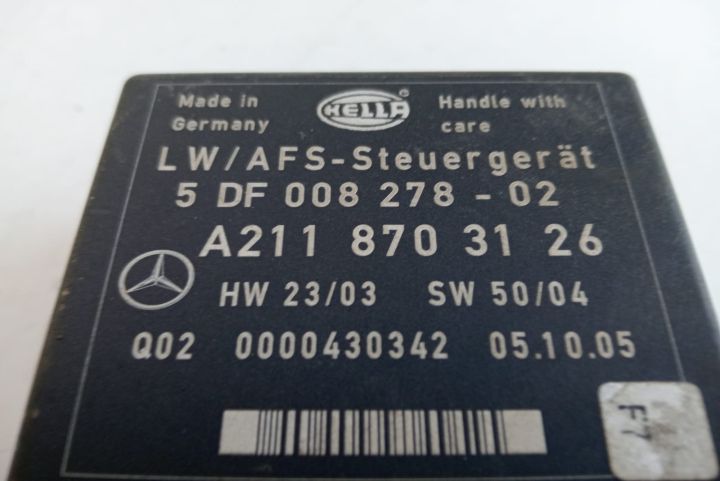 Made in
Germany
HELLA
®
Handle with
care
LW/AFS-Steuergerät
5 DF 008 278 - 02
A211 870 31 26
HW 23/03 SW 50/04
Q02 0000430342 05.10.05
F7